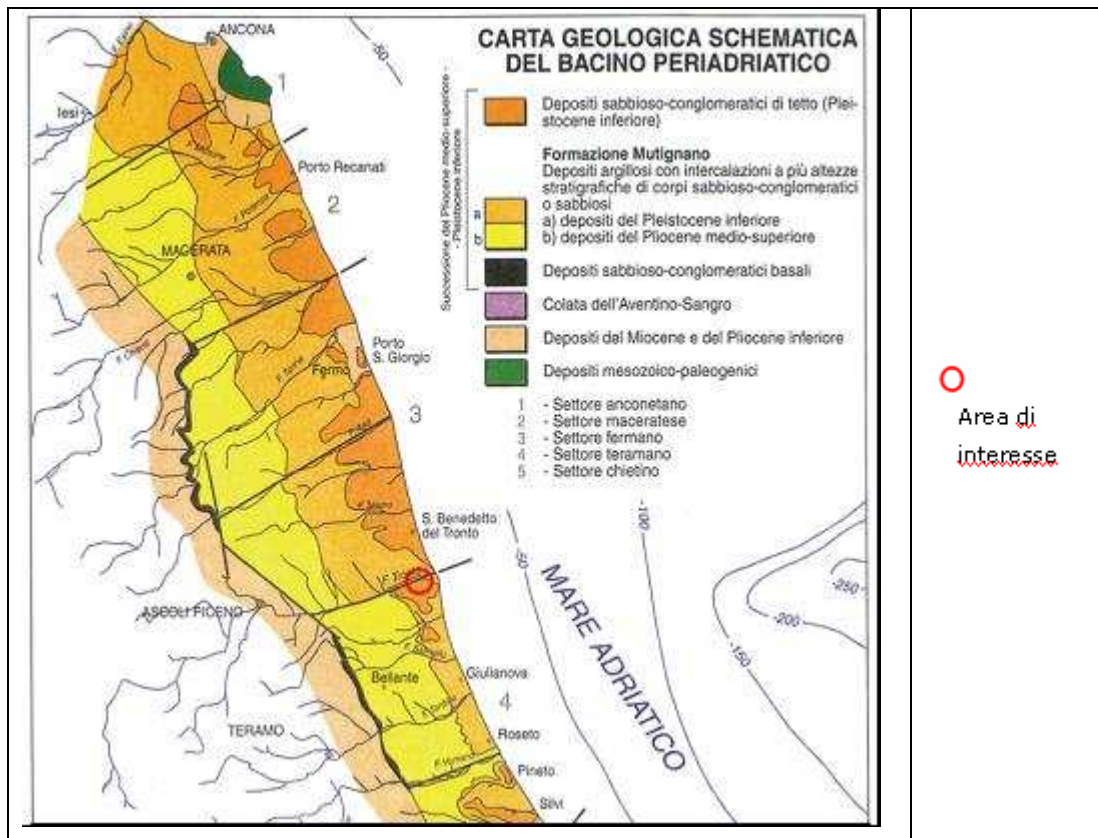 CARTA GEOLOGICA SCHEMATICA
DEL BACINO PERIADRIATICO
Successione del Pliocene medio-superiore -
- Pleistocene inferiore
Depositi sabbioso-conglomeratici di tetto (Plei-
stocene inferiore)
Formazione Mutignano
Depositi argillosi con intercalazioni a più altezze
stratigrafiche di corpi sabbioso-conglomeratici
o sabbiosi
a
a) depositi del Pleistocene inferiore
b
b) depositi del Pliocene medio-superiore
Depositi sabbioso-conglomeratici basali
Colata dell'Aventino-Sangro
Depositi del Miocene e del Pliocene inferiore
Depositi mesozoico-paleogenici
1 - Settore anconetano
2 - Settore maceratese
3 - Settore fermano
4 - Settore teramano
5 - Settore chietino
ANCONA
1
Iesi
Porto Recanati
2
MACERATA
Porto
S. Giorgio
Fermo
3
S. Benedetto
del Tronto
ASCOLI PICENO
Bellante
Giulianova
4
TERAMO
Roseto
Pineto
Silvi
MARE ADRIATICO
-50
-50
-100
-150
-200
-250
Area di
interesse